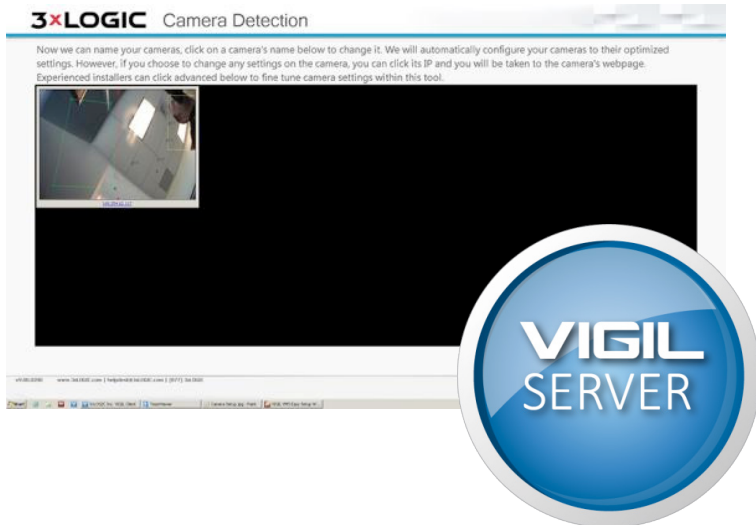 3×LOGIC Camera Detection
Now we can name your cameras, click on a camera's name below to change it. We will automatically configure your cameras to their optimized
settings. However, if you choose to change any settings on the camera, you can click its IP and you will be taken to the camera's webpage.
Experienced installers can click advanced below to fine tune camera settings within this tool.
VIGIL
SERVER